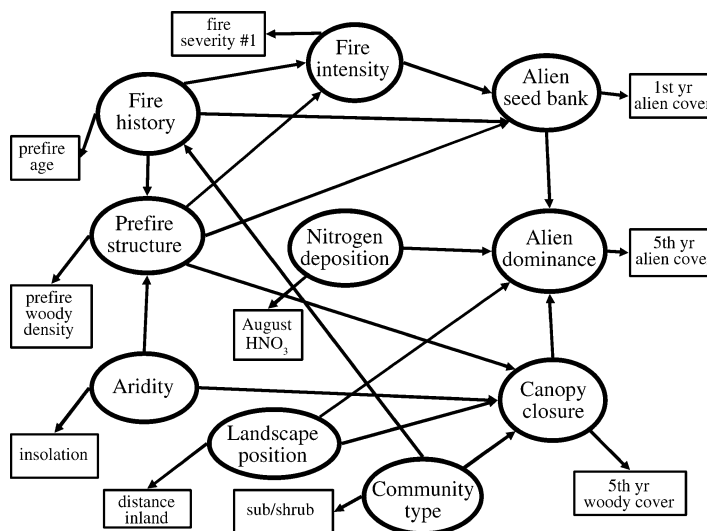 fire
severity #1
Fire
intensity
Alien
seed bank
1st yr
alien cover
Fire
history
prefire
age
Prefire
structure
Nitrogen
deposition
Alien
dominance
5th yr
alien cover
prefire
woody
density
August
HNO₃
Aridity
Canopy
closure
insolation
Landscape
position
distance
inland
sub/shrub
Community
type
5th yr
woody cover